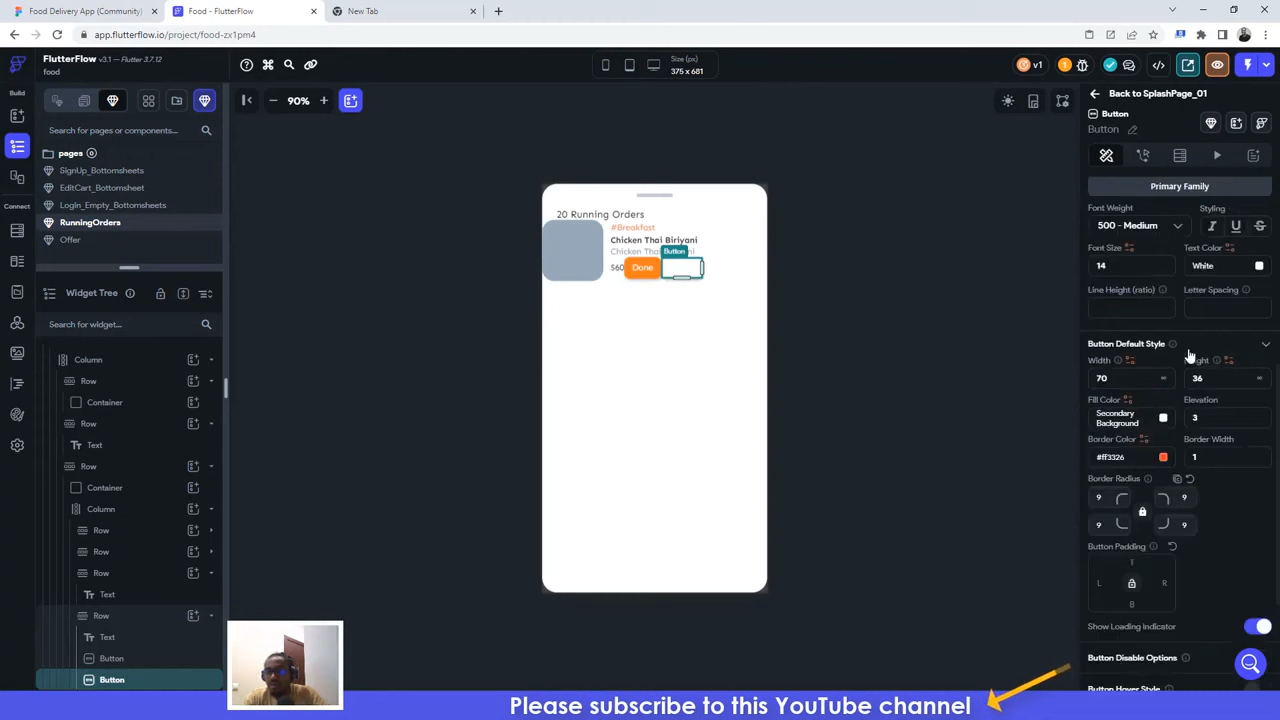 Food Delivery App (Community)
Food - FlutterFlow
New Tab
app.flutterflow.io/project/food-zx1pm4
FlutterFlow v3.1 — Flutter 3.7.12
food
Size (px)
375 x 681
v1
1
Build
Connect
90%
Search for pages or components...
pages 0
SignUp_Bottomsheets
EditCart_Bottomsheets
LogIn_Empty_Bottomsheets
RunningOrders
Offer
Widget Tree
Search for widget...
Column
Row
Container
Row
Text
Row
Container
Column
Row
Row
Row
Text
Row
Text
Button
Button
20 Running Orders
#Breakfast
Chicken Thai Biriyani
Button
$60
Done
Back to SplashPage_01
Button
Button
Primary Family
Font Weight
Styling
500 - Medium
Font Size
Text Color
14
White
Line Height (ratio)
Letter Spacing
Button Default Style
Width
70
36
Fill Color
Elevation
Secondary
Background
3
Border Color
Border Width
#ff3326
1
Border Radius
9
9
9
9
Button Padding
T
L
R
B
Show Loading Indicator
Button Disable Options
Button Hover Style
Please subscribe to this YouTube channel